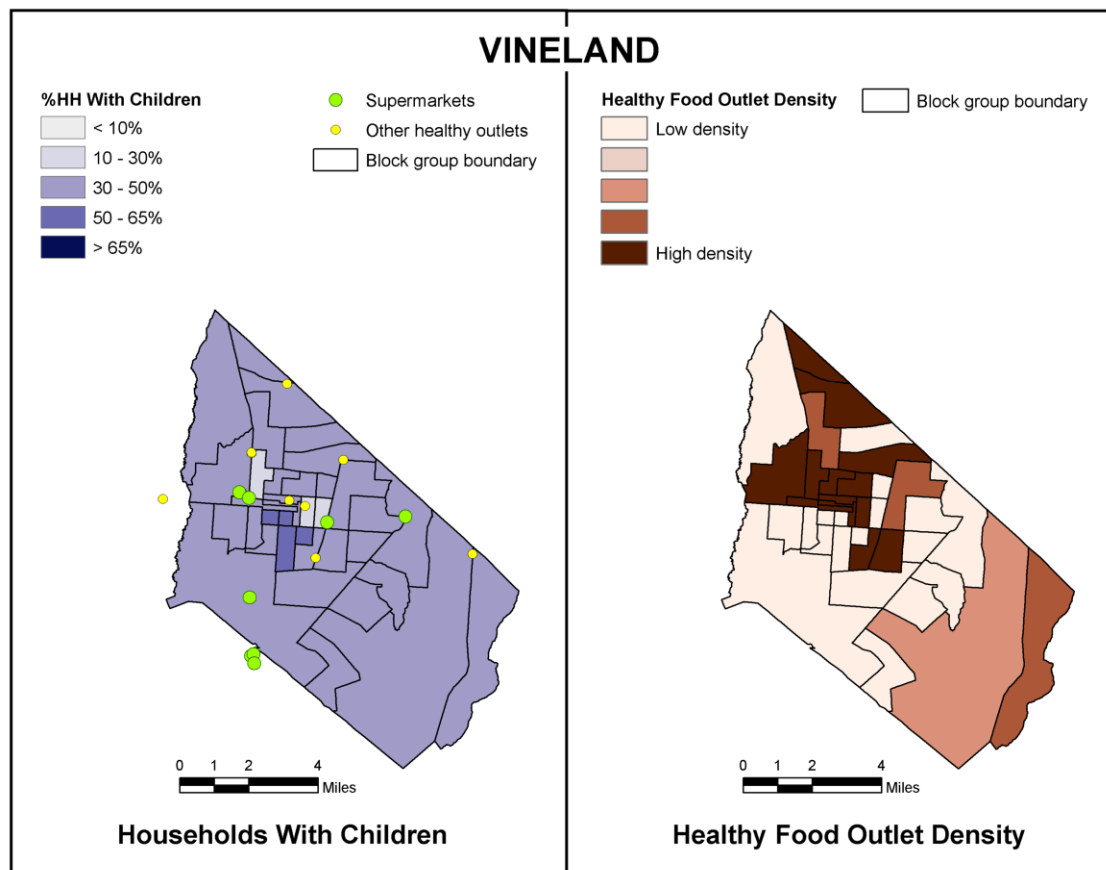 VINELAND
%HH With Children
< 10%
10 - 30%
30 - 50%
50 - 65%
> 65%
Supermarkets
Other healthy outlets
Block group boundary
0 2 4
Miles
Households With Children
Healthy Food Outlet Density
Low density
High density
Block group boundary
0 2 4
Miles
Healthy Food Outlet Density